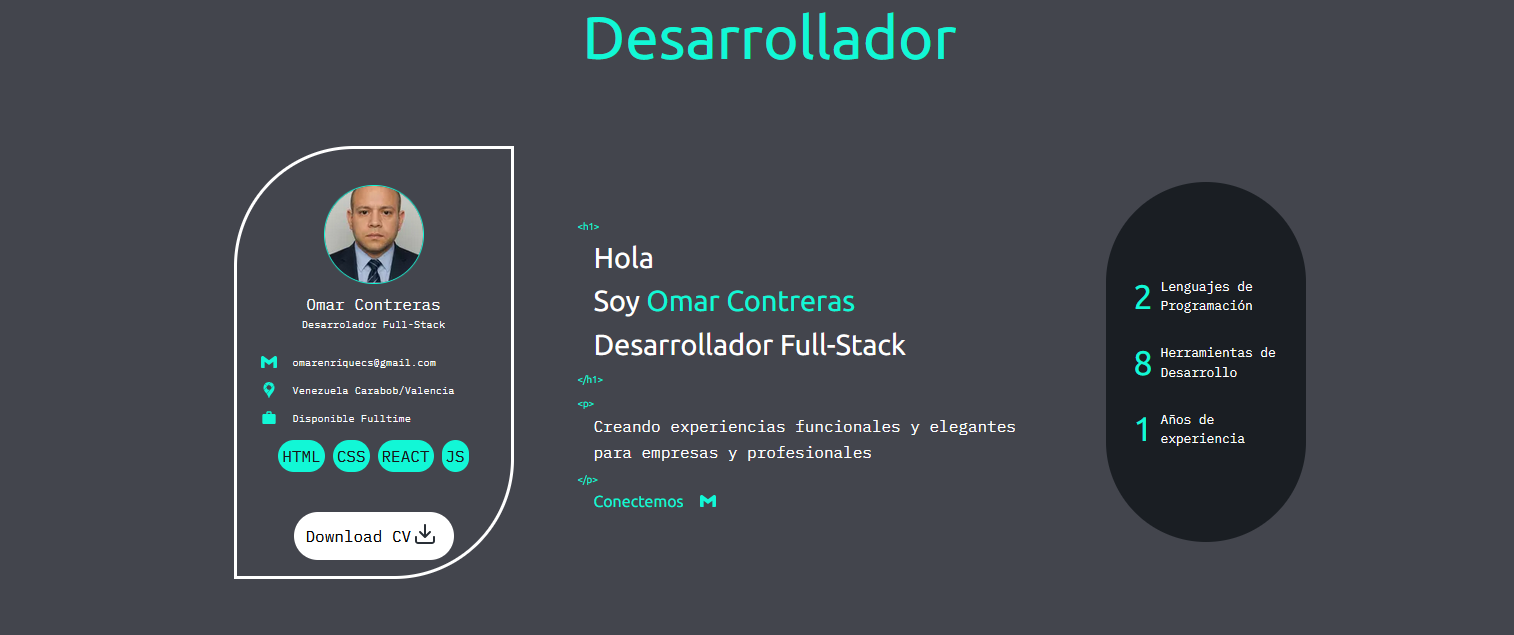 Desarrollador
Omar Contreras
Desarrolador Full-Stack
omarenriquecs@gmail.com
Venezuela Carabob/Valencia
Disponible Fulltime
HTML CSS REACT JS
Download CV
<h1>
Hola
Soy Omar Contreras
Desarrollador Full-Stack
</h1>
<p>
Creando experiencias funcionales y elegantes
para empresas y profesionales
</p>
Conectemos
2 Lenguajes de
Programación
8 Herramientas de
Desarrollo
1 Años de
experiencia